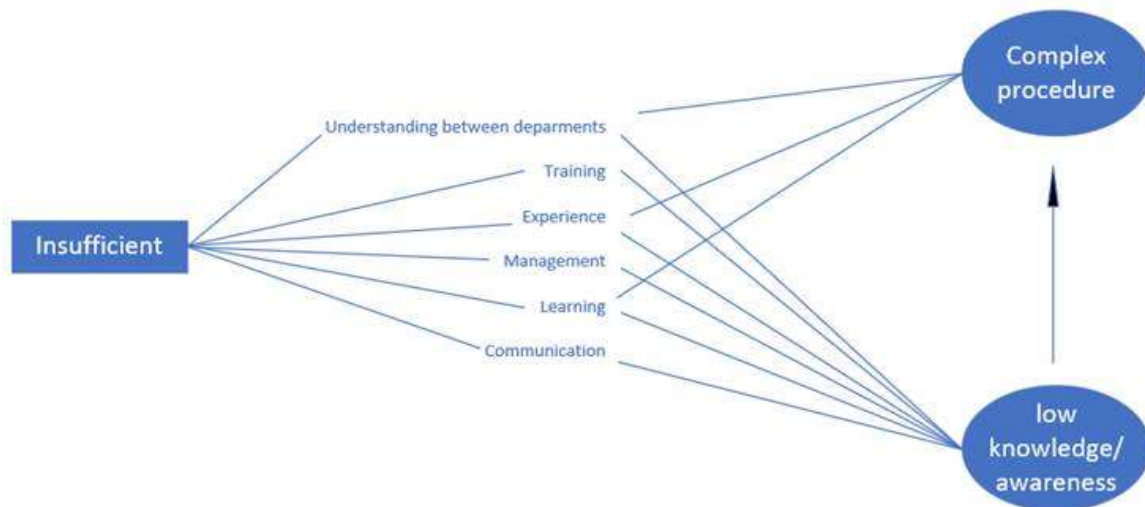 Complex
procedure
Understanding between deparments
Training
Experience
Insufficient
Management
Learning
Communication
low
knowledge/
awareness